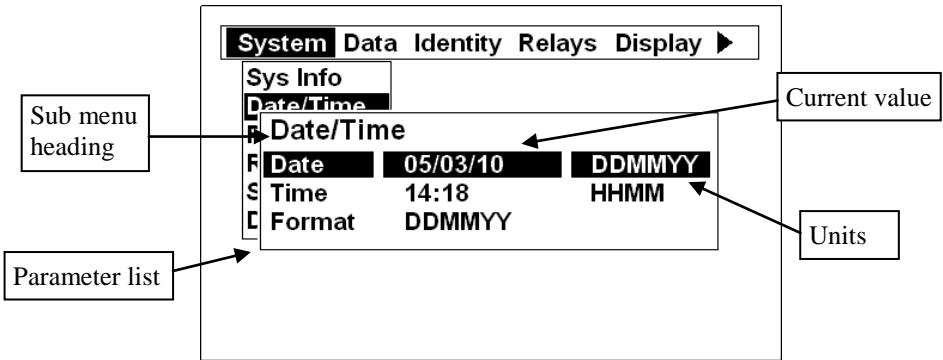 System Data Identity Relays Display
Sys Info
Date/Time
Date/Time
Date 05/03/10 DDMMYY
Time 14:18 HHMM
Format DDMMYY
Sub menu
heading
Current value
Units
Parameter list